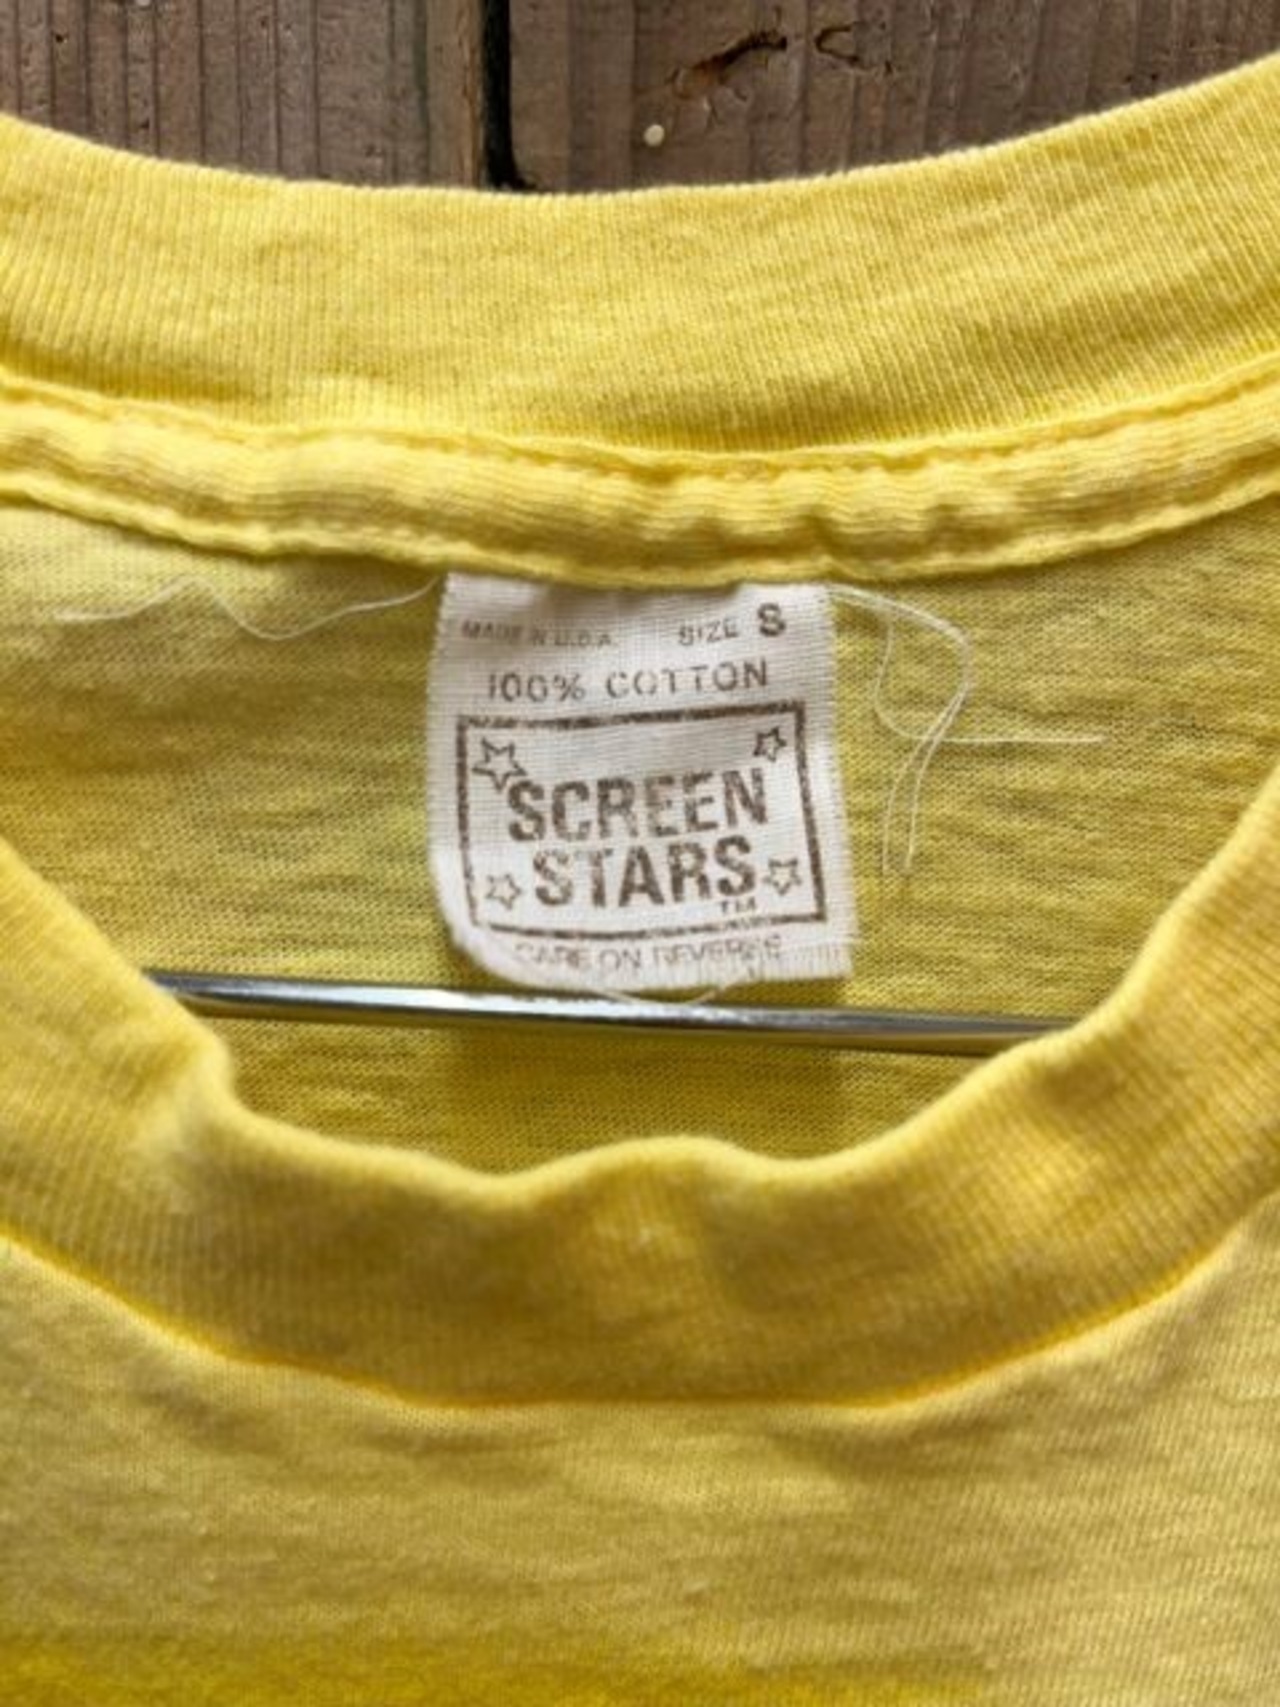 MADE IN U.S.A. SIZE S
100% COTTON
SCREEN
STARS
TM
CARE ON REVERSE